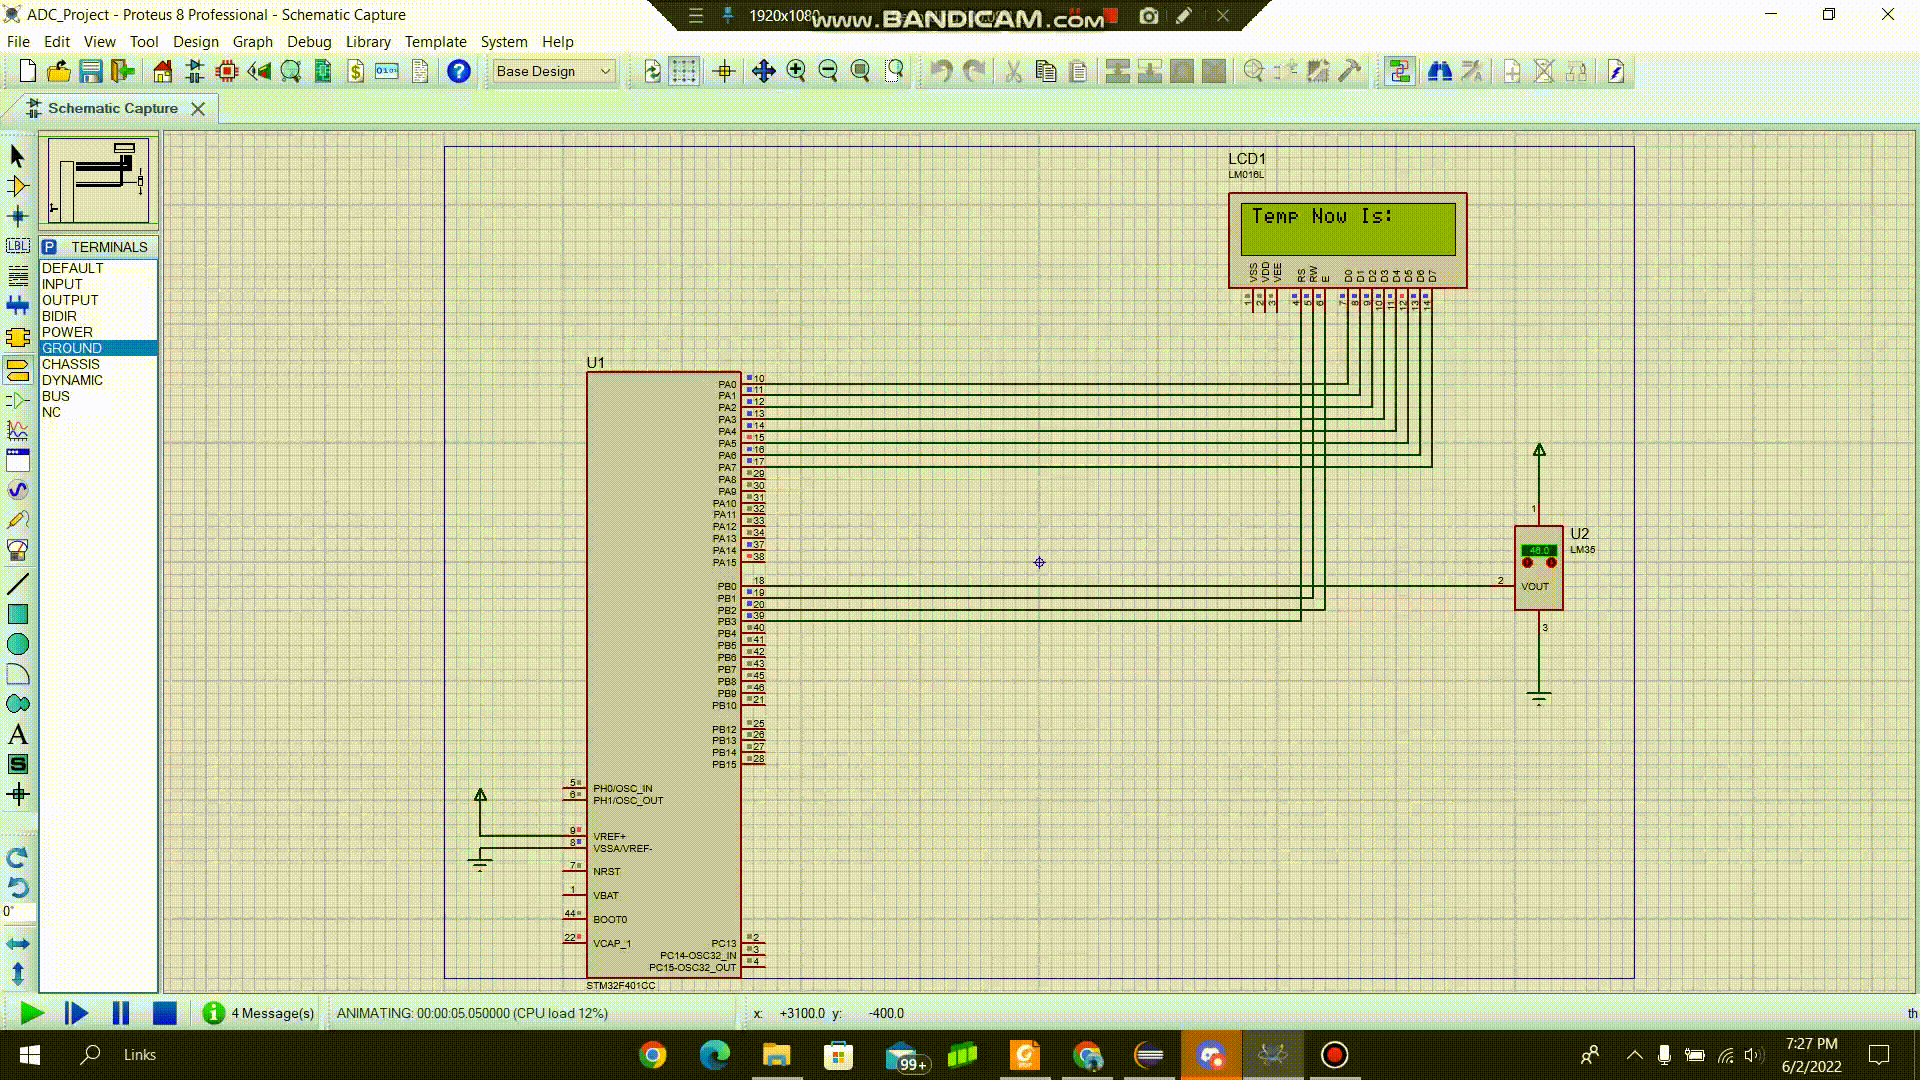 ADC_Project - Proteus 8 Professional - Schematic Capture
1920x1080
www.BANDICAM.com
File Edit View Tool Design Graph Debug Library Template System Help
Base Design
Schematic Capture
LBL
P TERMINALS
DEFAULT
INPUT
OUTPUT
BIDIR
POWER
GROUND
CHASSIS
DYNAMIC
BUS
NC
A
S
0°
LCD1
LM016L
Temp Now Is:
VSS VDD VEE RS RW E D0 D1 D2 D3 D4 D5 D6 D7
1 2 3 4 5 6 7 8 9 10 11 12 13 14
U1
PA0 10
PA1 11
PA2 12
PA3 13
PA4 14
PA5 15
PA6 16
PA7 17
PA8 29
PA9 30
PA10 31
PA11 32
PA12 33
PA13 34
PA14 37
PA15 38
PB0 18
PB1 19
PB2 20
PB3 39
PB4 40
PB5 41
PB6 42
PB7 43
PB8 45
PB9 46
PB10 21
PB12 25
PB13 26
PB14 27
PB15 28
5 PH0/OSC_IN
6 PH1/OSC_OUT
9 VREF+
8 VSSA/VREF-
7 NRST
1 VBAT
44 BOOT0
22 VCAP_1
PC13 2
PC14-OSC32_IN 3
PC15-OSC32_OUT 4
STM32F401CC
1
U2
LM35
48.0
2 VOUT
3
4 Message(s)
ANIMATING: 00:00:05.050000 (CPU load 12%)
x: +3100.0 y: -400.0
th
Links
99+
7:27 PM
6/2/2022